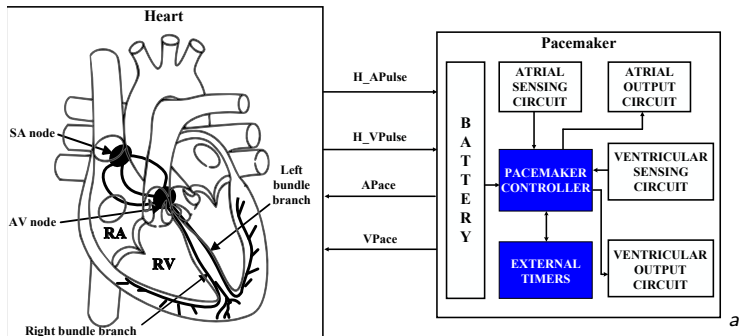 Heart
SA node
AV node
RA
RV
Left
bundle
branch
Right bundle branch
H_APulse
H_VPulse
APace
VPace
Pacemaker
BATTERY
ATRIAL
SENSING
CIRCUIT
ATRIAL
OUTPUT
CIRCUIT
PACEMAKER
CONTROLLER
VENTRICULAR
SENSING
CIRCUIT
EXTERNAL
TIMERS
VENTRICULAR
OUTPUT CIRCUIT
a